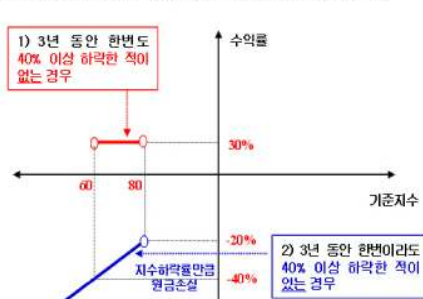 1) 3년 동안 한번도
40% 이상 하락한 적이
없는 경우
수익률
30%
60
80
기준지수
-20%
지수하락률만큼
원금손실
-40%
2) 3년 동안 한번이라도
40% 이상 하락한 적이
있는 경우